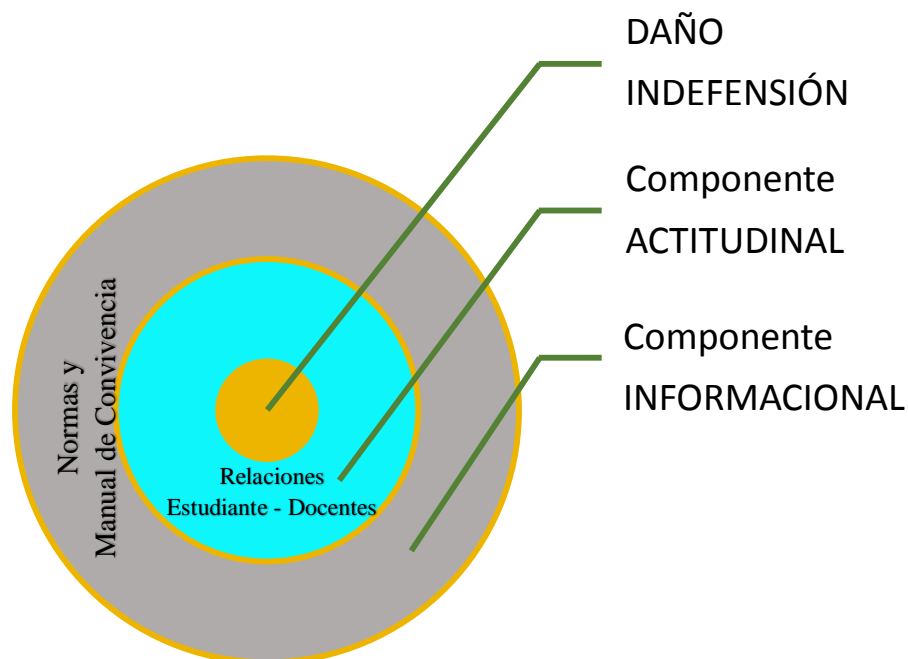 DAÑO
INDEFENSIÓN
Componente
ACTITUDINAL
Componente
INFORMACIONAL
Normas y
Manual de Convivencia
Relaciones
Estudiante - Docentes